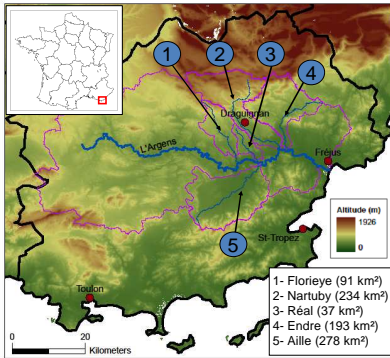 1
2
3
4
Draguignan
L'Argens
Fréjus
Altitude (m)
1926
0
5
St-Tropez
Toulon
0
20
Kilometers
1- Florieye (91 km²)
2- Nartuby (234 km²)
3- Réal (37 km²)
4- Endre (193 km²)
5- Aille (278 km²)